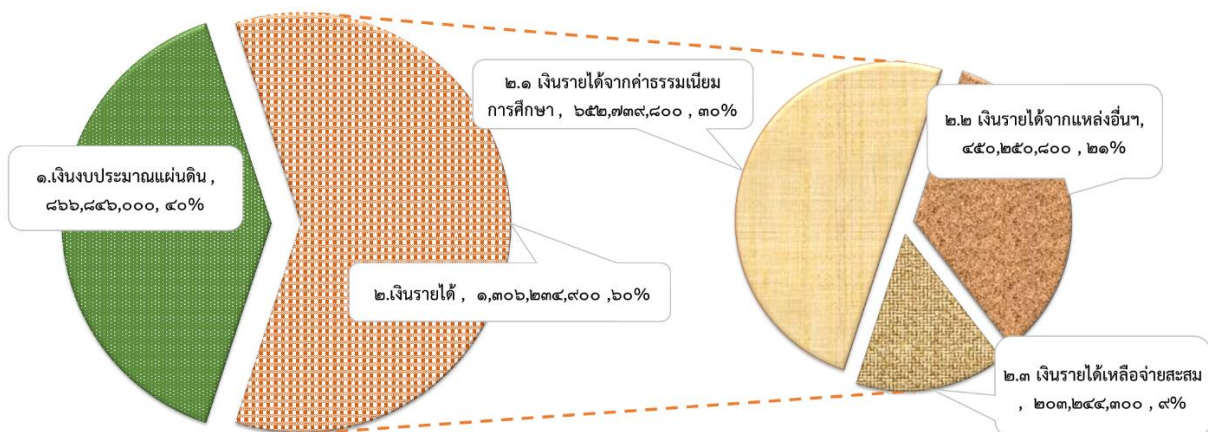 ๑.เงินงบประมาณแผ่นดิน ,
๘๖๖,๘๔๖,๐๐๐, ๔๐%
๒.เงินรายได้ , ๑,๓๐๖,๒๓๔,๙๐๐ ,๖๐%
๒.๑ เงินรายได้จากค่าธรรมเนียม
การศึกษา , ๖๕๒,๗๓๙,๘๐๐ , ๓๐%
๒.๒ เงินรายได้จากแหล่งอื่นฯ,
๔๕๐,๒๕๐,๘๐๐ , ๒๑%
๒.๓ เงินรายได้เหลือจ่ายสะสม
, ๒๐๓,๒๔๔,๓๐๐ , ๙%